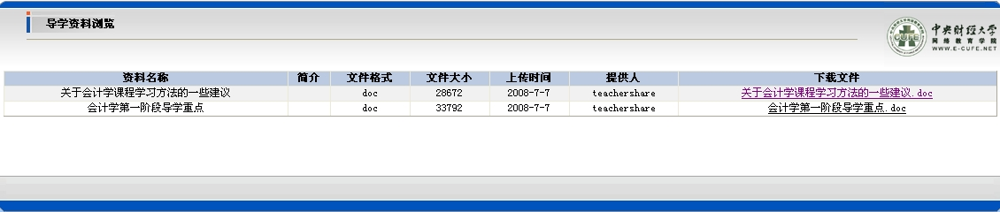 导学资料浏览
中央财经大学
网络教育学院
WWW.E-CUFE.NET
CUFE
资料名称 简介 文件格式 文件大小 上传时间 提供人 下载文件
关于会计学课程学习方法的一些建议 doc 28672 2008-7-7 teachershare 关于会计学课程学习方法的一些建议.doc
会计学第一阶段导学重点 doc 33792 2008-7-7 teachershare 会计学第一阶段导学重点.doc